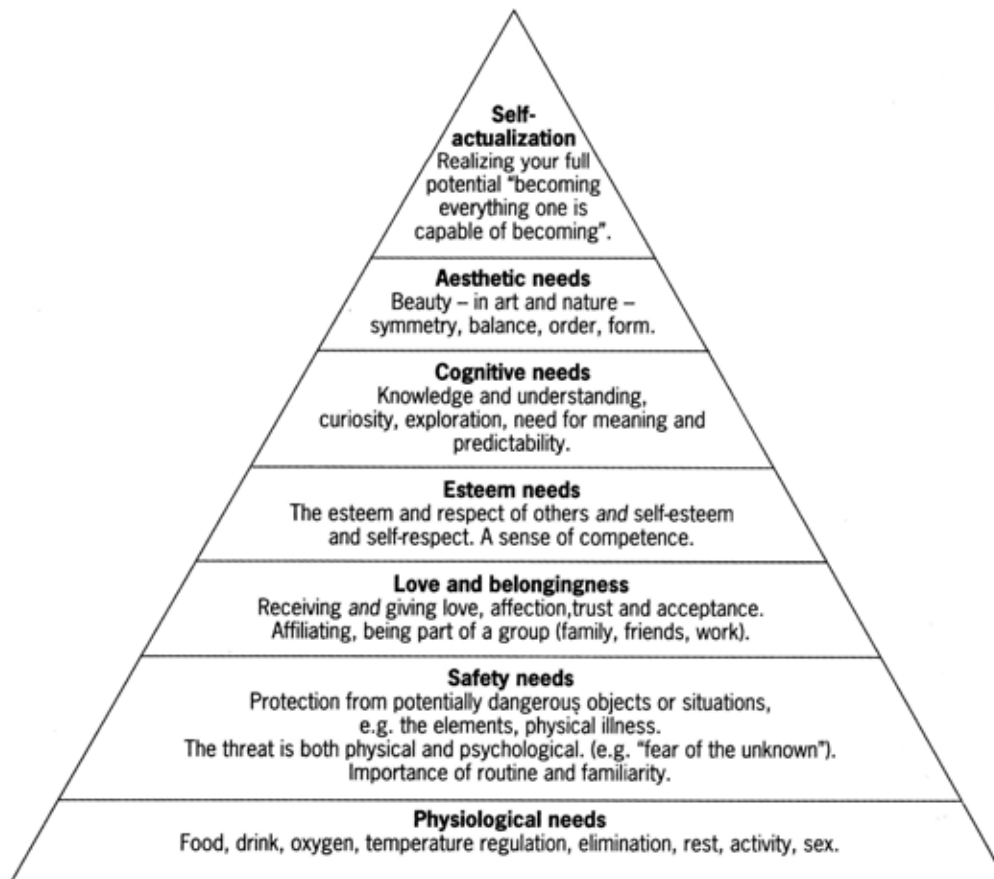 Self-
actualization
Realizing your full
potential “becoming
everything one is
capable of becoming”.
Aesthetic needs
Beauty – in art and nature –
symmetry, balance, order, form.
Cognitive needs
Knowledge and understanding,
curiosity, exploration, need for meaning and
predictability.
Esteem needs
The esteem and respect of others and self-esteem
and self-respect. A sense of competence.
Love and belongingness
Receiving and giving love, affection,trust and acceptance.
Affiliating, being part of a group (family, friends, work).
Safety needs
Protection from potentially dangerous objects or situations,
e.g. the elements, physical illness.
The threat is both physical and psychological. (e.g. “fear of the unknown”).
Importance of routine and familiarity.
Physiological needs
Food, drink, oxygen, temperature regulation, elimination, rest, activity, sex.